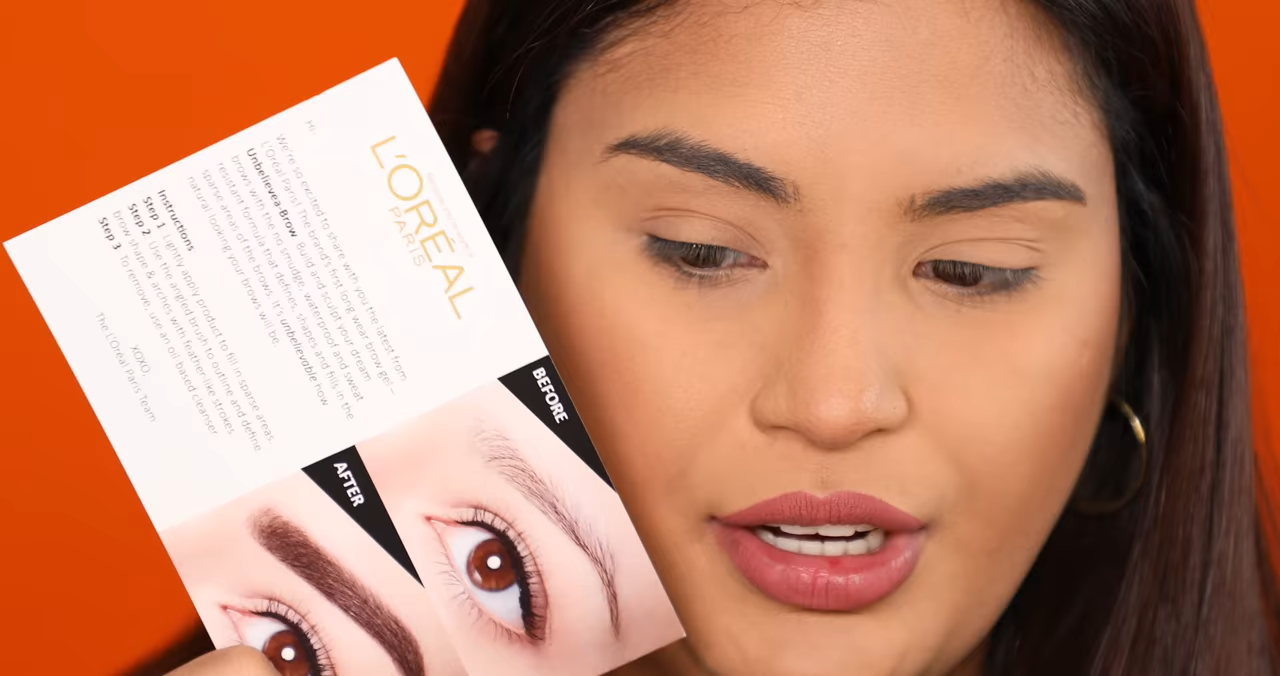 L'ORÉAL
PARIS
Hi,
We're so excited to share with you the latest from
L'Oréal Paris! The brand's first long wear brow gel –
Unbelievea-Brow. Build and sculpt your dream
brows with the no smudge, waterproof and sweat
resistant formula that defines, shapes and fills in the
sparse areas of the brows. It's unbelievable how
natural looking your brows will be.
Instructions
Step 1 Lightly apply product to fill in sparse areas.
Step 2 Use the angled brush to outline and define
brow shape & arches with feather like strokes.
Step 3 To remove, use an oil based cleanser
XOXO,
The L'Oréal Paris Team
BEFORE
AFTER